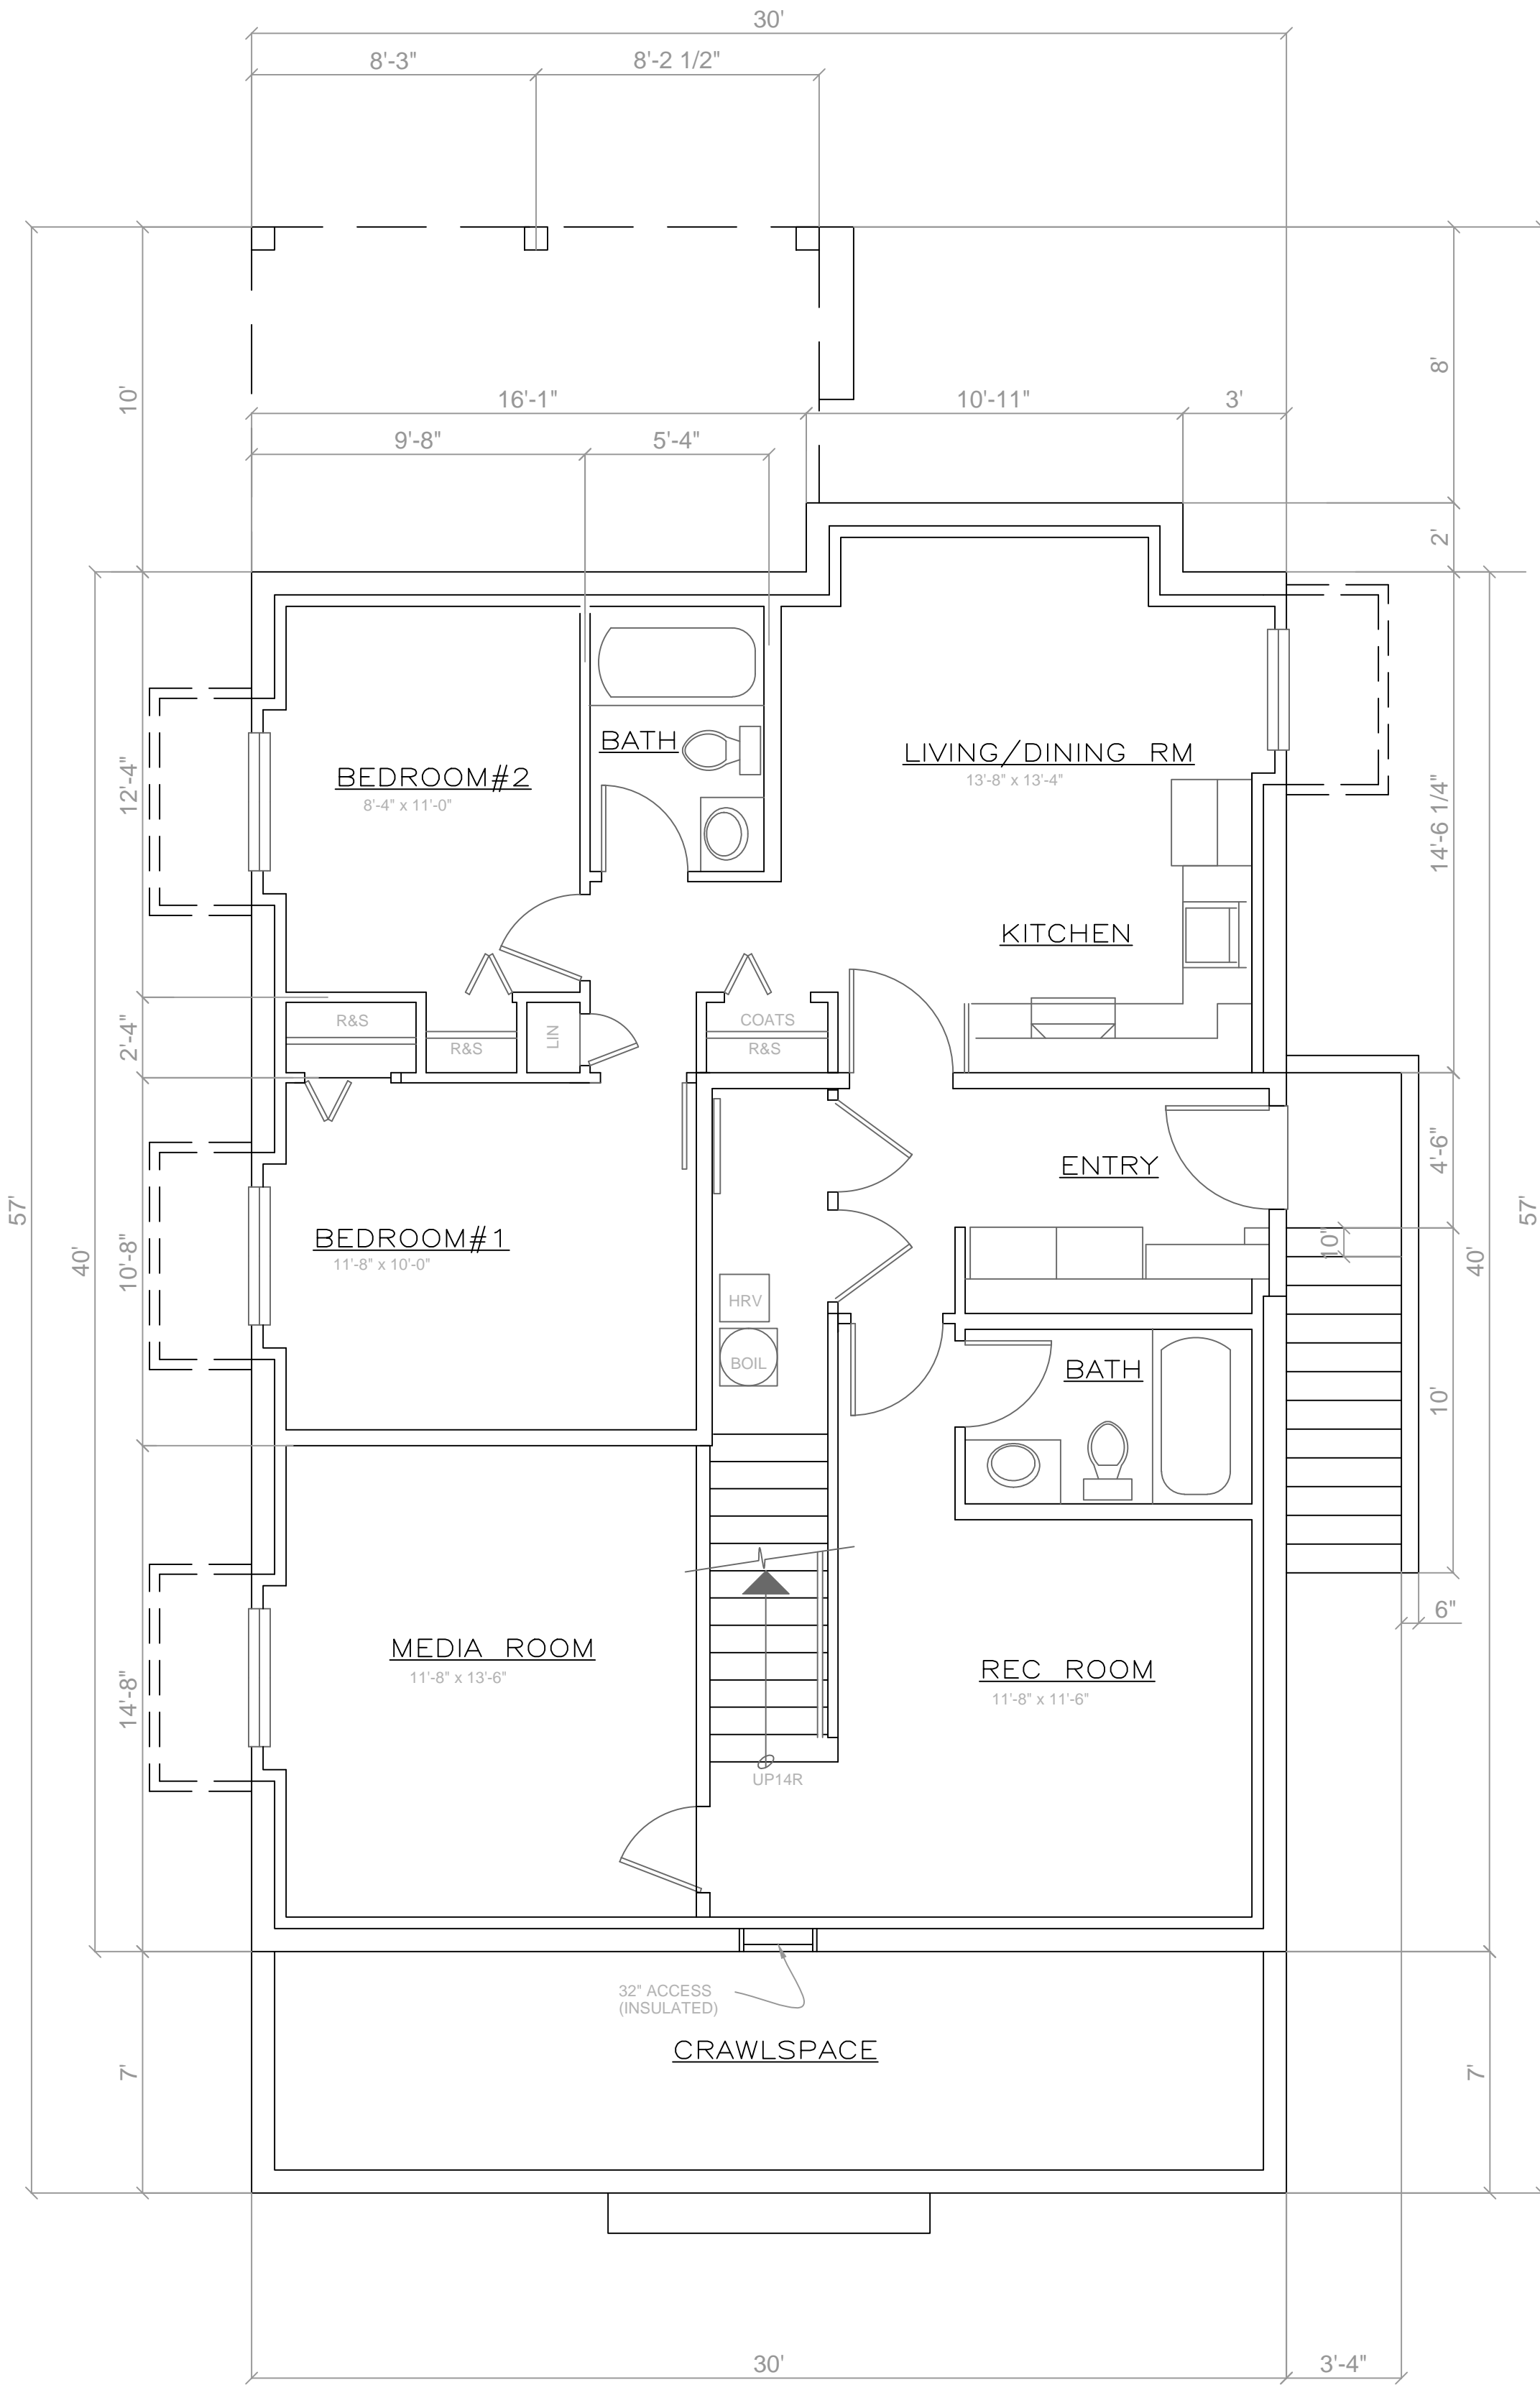 30'
8'-3"
8'-2 1/2"
10'
8'
16'-1"
10'-11"
3'
9'-8"
5'-4"
2'
BATH
LIVING/DINING RM
13'-8" x 13'-4"
BEDROOM#2
8'-4" x 11'-0"
12'-4"
14'-6 1/4"
KITCHEN
R&S
COATS
R&S
LIN
R&S
2'-4"
4'-6"
ENTRY
57'
40'
10'-8"
BEDROOM#1
11'-8" x 10'-0"
10'
40'
57'
HRV
BOIL
BATH
10'
6"
MEDIA ROOM
11'-8" x 13'-6"
REC ROOM
11'-8" x 11'-6"
14'-8"
UP14R
32" ACCESS
(INSULATED)
CRAWLSPACE
7'
7'
30'
3'-4"